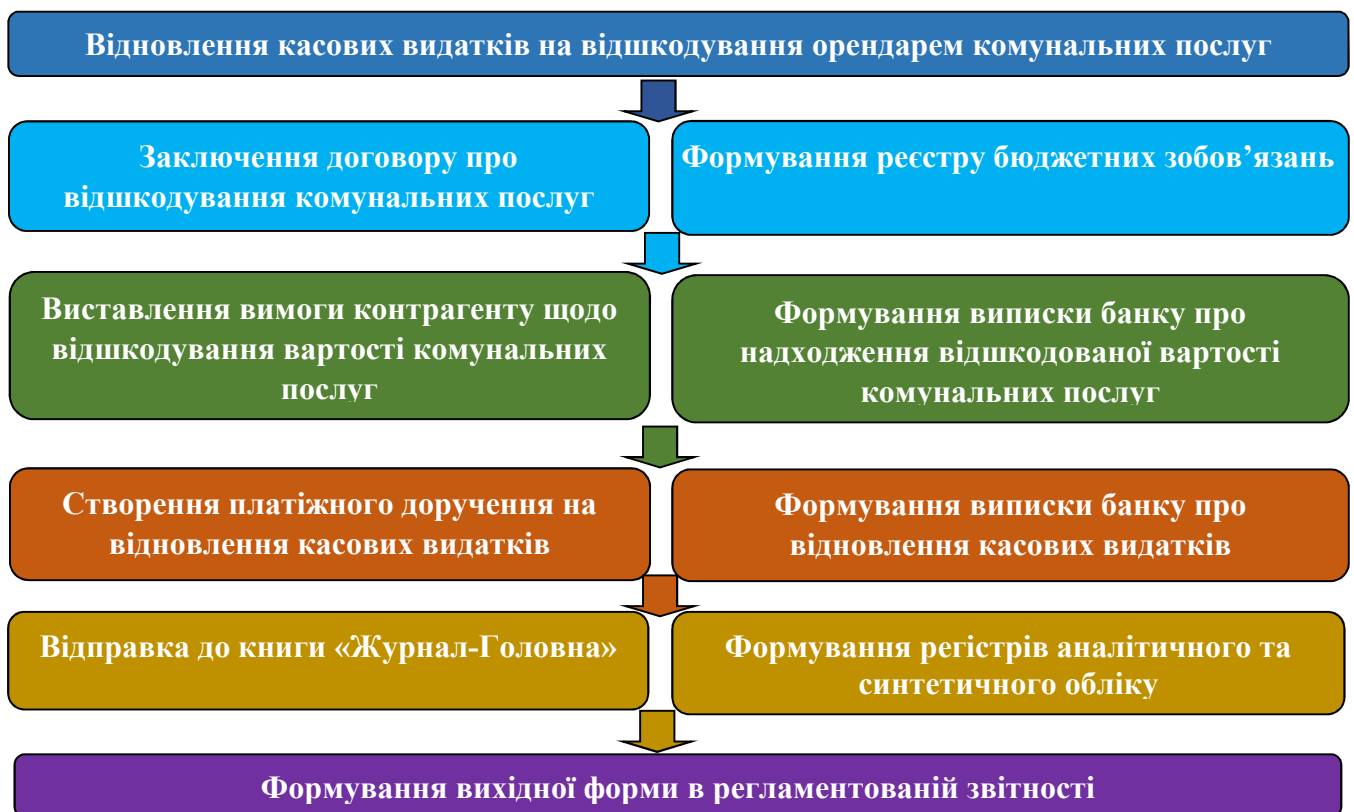 Відновлення касових видатків на відшкодування орендарем комунальних послуг
Заключення договору про
відшкодування комунальних послуг
Формування реєстру бюджетних зобов’язань
Виставлення вимоги контрагенту щодо
відшкодування вартості комунальних
послуг
Формування виписки банку про
надходження відшкодованої вартості
комунальних послуг
Створення платіжного доручення на
відновлення касових видатків
Формування виписки банку про
відновлення касових видатків
Відправка до книги «Журнал-Головна»
Формування регістрів аналітичного та
синтетичного обліку
Формування вихідної форми в регламентованій звітності